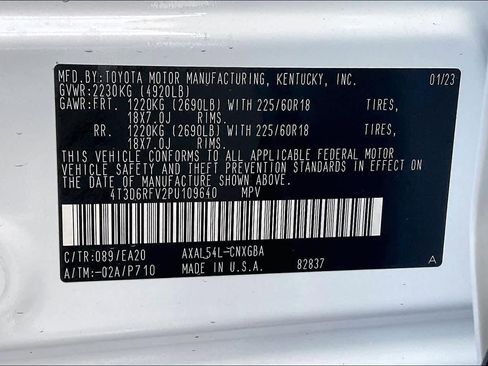 MFD.BY:TOYOTA MOTOR MANUFACTURING, KENTUCKY, INC. 01/23
GVWR:2230KG (4920LB)
GAWR:FRT. 1220KG (2690LB) WITH 225/60R18 TIRES,
18X7.0J RIMS.
RR. 1220KG (2690LB) WITH 225/60R18 TIRES,
18X7.0J RIMS.
THIS VEHICLE CONFORMS TO ALL APPLICABLE FEDERAL MOTOR
VEHICLE SAFETY AND THEFT PREVENTION STANDARDS IN EFFECT ON
THE DATE OF MANUFACTURE SHOWN ABOVE.
4T3D6RFV2PU109640 MPV
C/TR:089/EA20 AXAL54L-CNXGBA
A/TM:-02A/P710 MADE IN U.S.A. 82837